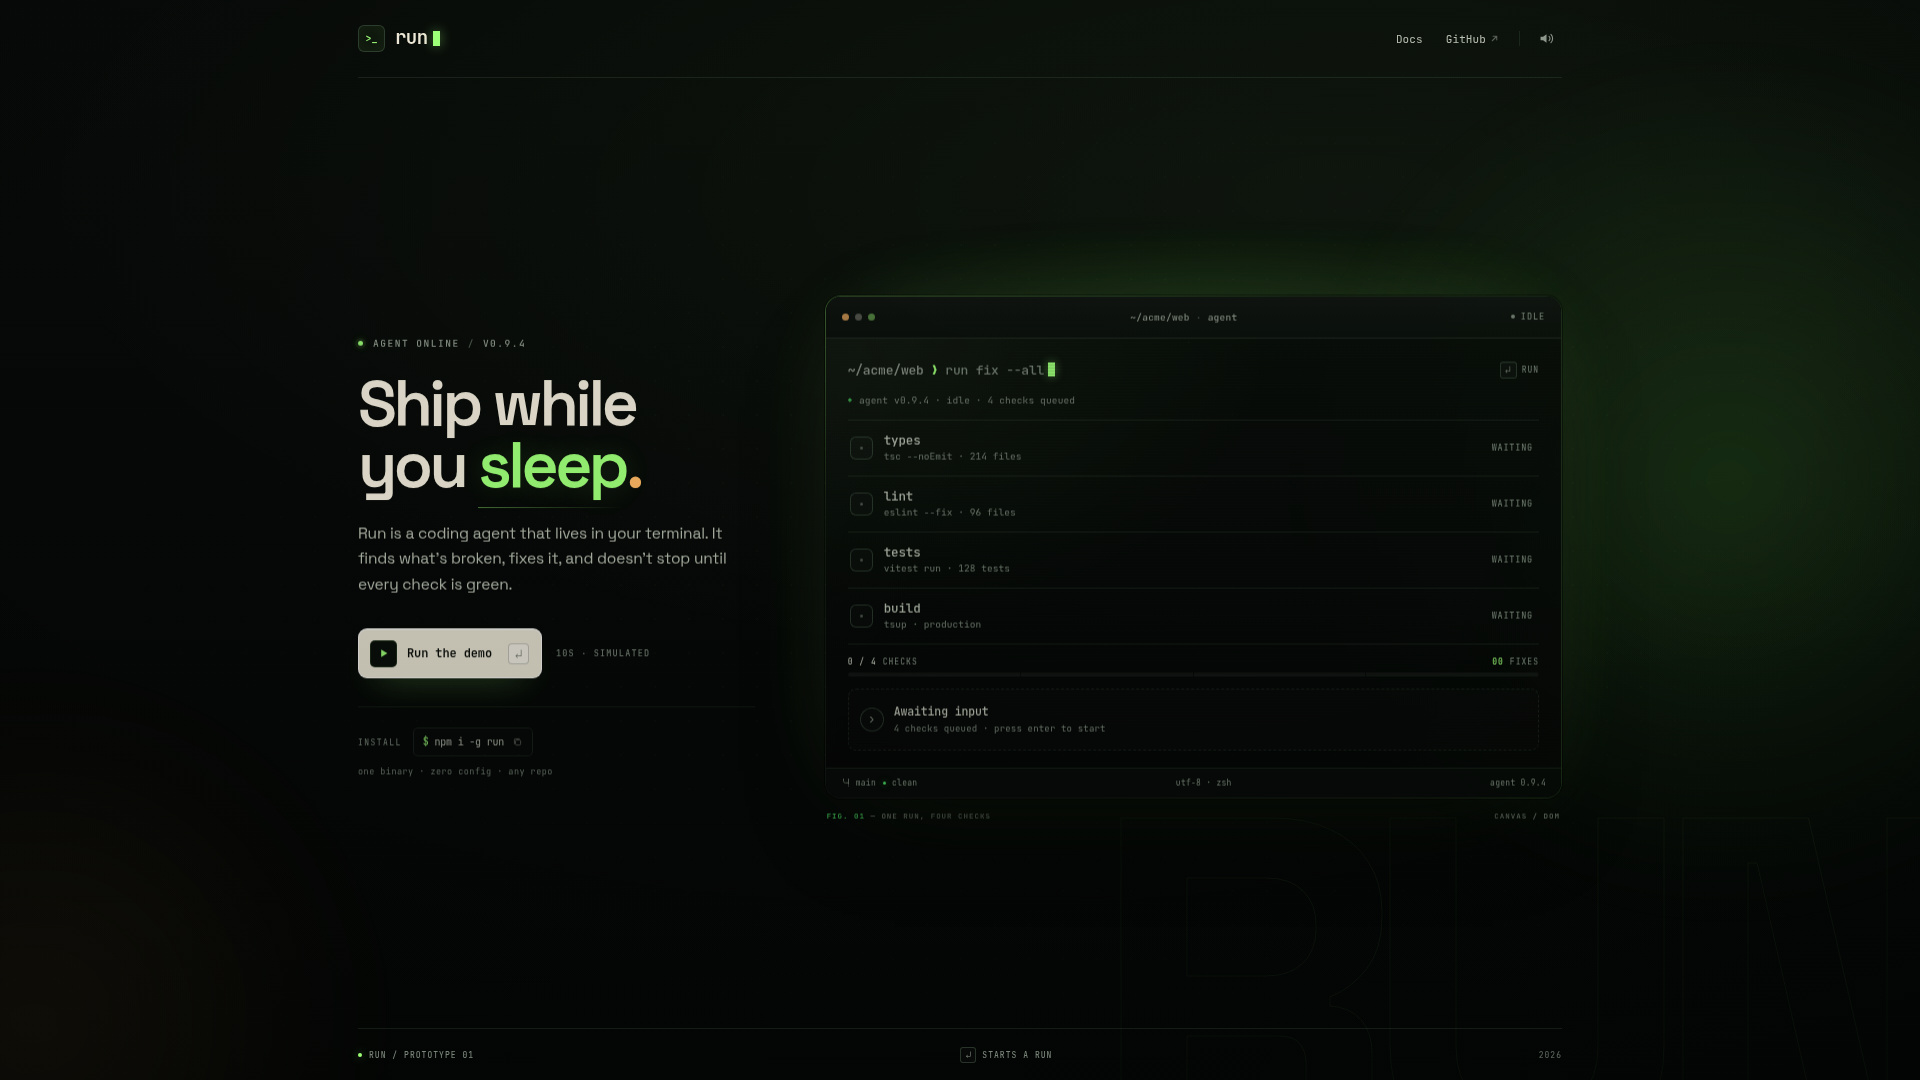 >_ run
Docs
GitHub ↗
AGENT ONLINE / V0.9.4
Ship while
you sleep.
Run is a coding agent that lives in your terminal. It
finds what's broken, fixes it, and doesn't stop until
every check is green.
Run the demo
10S · SIMULATED
INSTALL
$ npm i -g run
one binary · zero config · any repo
~/acme/web · agent
IDLE
~/acme/web ❯ run fix --all
RUN
agent v0.9.4 · idle · 4 checks queued
types
tsc --noEmit · 214 files
WAITING
lint
eslint --fix · 96 files
WAITING
tests
vitest run · 128 tests
WAITING
build
tsup · production
WAITING
0 / 4 CHECKS
00 FIXES
Awaiting input
4 checks queued · press enter to start
main • clean
utf-8 · zsh
agent 0.9.4
FIG. 01 — ONE RUN, FOUR CHECKS
CANVAS / DOM
RUN
RUN / PROTOTYPE 01
STARTS A RUN
2026